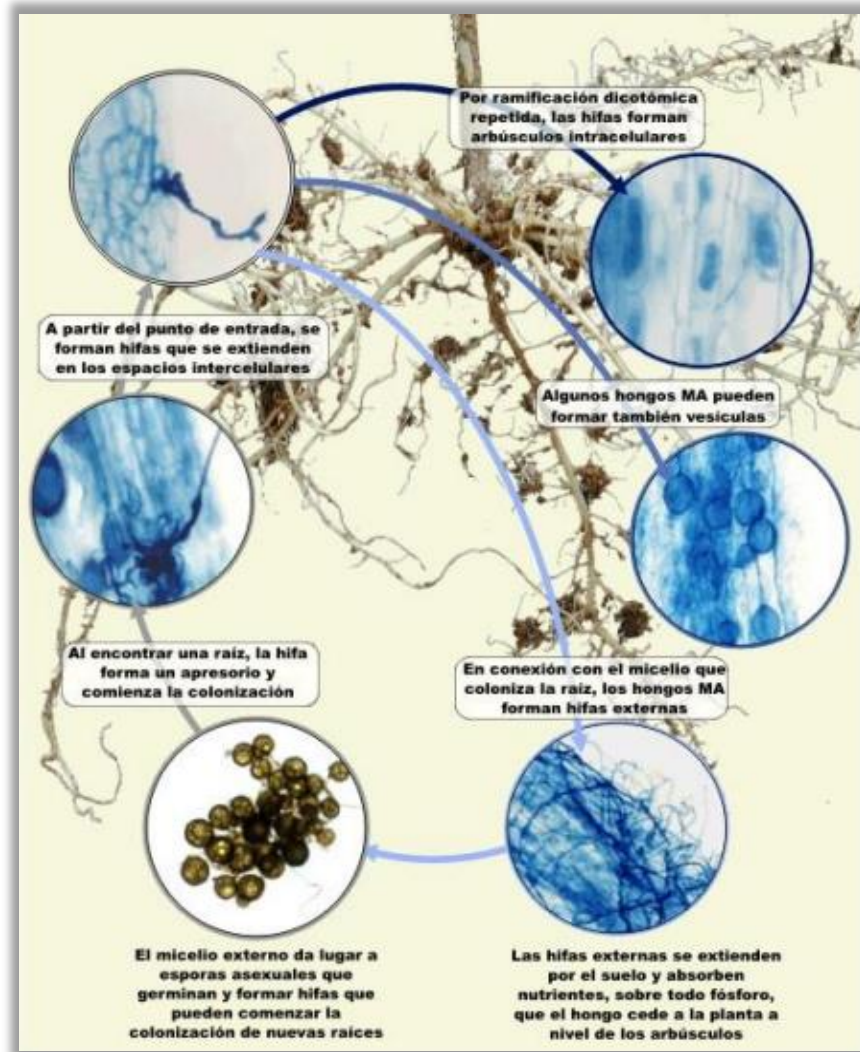 Por ramificación dicotómica
repetida, las hifas forman
arbúsculos intracelulares
A partir del punto de entrada, se
forman hifas que se extienden
en los espacios intercelulares
Algunos hongos MA pueden
formar también vesículas
Al encontrar una raíz, la hifa
forma un apresorio y
comienza la colonización
En conexión con el micelio que
coloniza la raíz, los hongos MA
forman hifas externas
El micelio externo da lugar a
esporas asexuales que
germinan y formar hifas que
pueden comenzar la
colonización de nuevas raíces
Las hifas externas se extienden
por el suelo y absorben
nutrientes, sobre todo fósforo,
que el hongo cede a la planta a
nivel de los arbúsculos